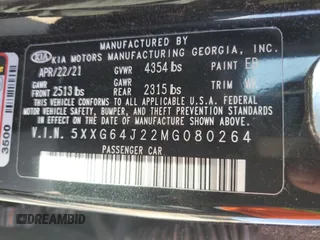 MANUFACTURED BY
KIA KIA MOTORS MANUFACTURING GEORGIA, INC.
APR/22/21 GVWR 4354 lbs PAINT EB
FRONT 2513 lbs REAR 2315 lbs TRIM
THIS VEHICLE CONFORMS TO ALL APPLICABLE U.S. FEDERAL MOTOR VEHICLE SAFETY, BUMPER, AND THEFT PREVENTION STANDARDS IN EFFECT ON THE DATE OF MANUFACTURE SHOWN ABOVE.
V.I.N. 5XXG64J22MG080264
PASSENGER CAR
3500
DREAMBID